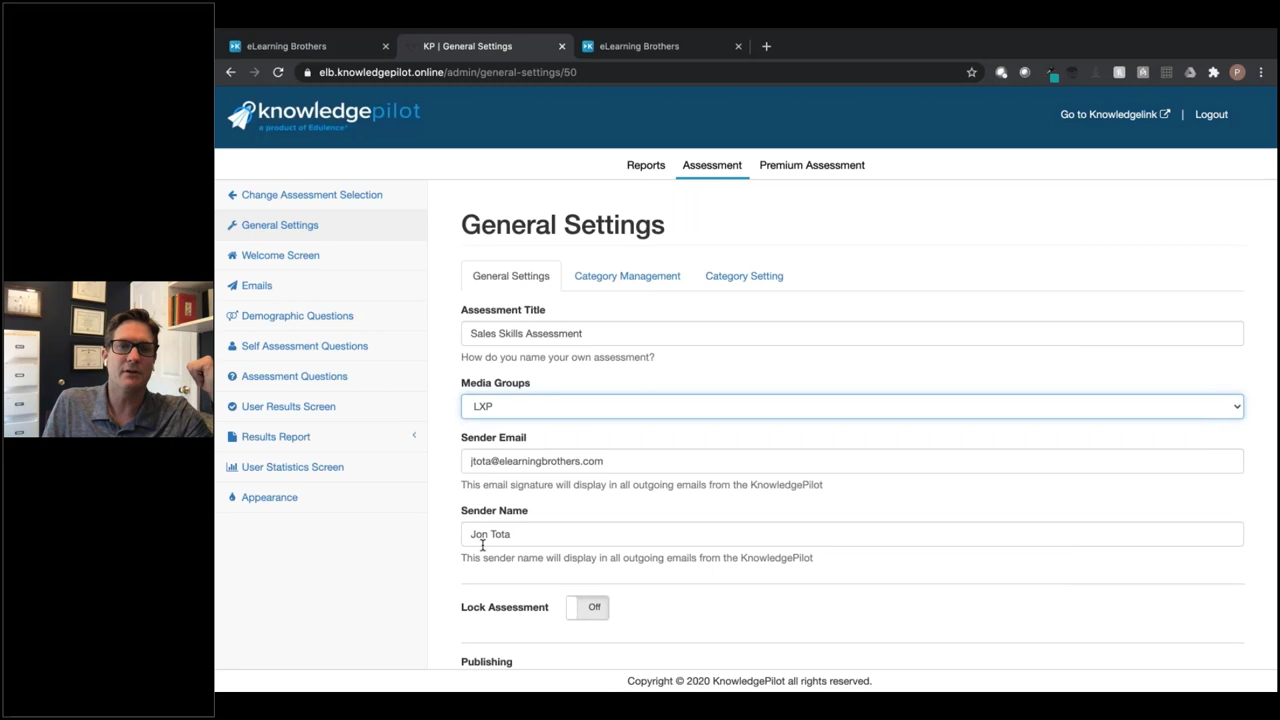 eLearning Brothers
KP | General Settings
eLearning Brothers
elb.knowledgepilot.online/admin/general-settings/50
P
knowledgepilot
a product of Edulence
Go to Knowledgelink | Logout
Reports Assessment Premium Assessment
Change Assessment Selection
General Settings
Welcome Screen
Emails
Demographic Questions
Self Assessment Questions
Assessment Questions
User Results Screen
Results Report
User Statistics Screen
Appearance
General Settings
General Settings Category Management Category Setting
Assessment Title
Sales Skills Assessment
How do you name your own assessment?
Media Groups
LXP
Sender Email
jtota@elearningbrothers.com
This email signature will display in all outgoing emails from the KnowledgePilot
Sender Name
Jon Tota
This sender name will display in all outgoing emails from the KnowledgePilot
Lock Assessment Off
Publishing
Copyright © 2020 KnowledgePilot all rights reserved.